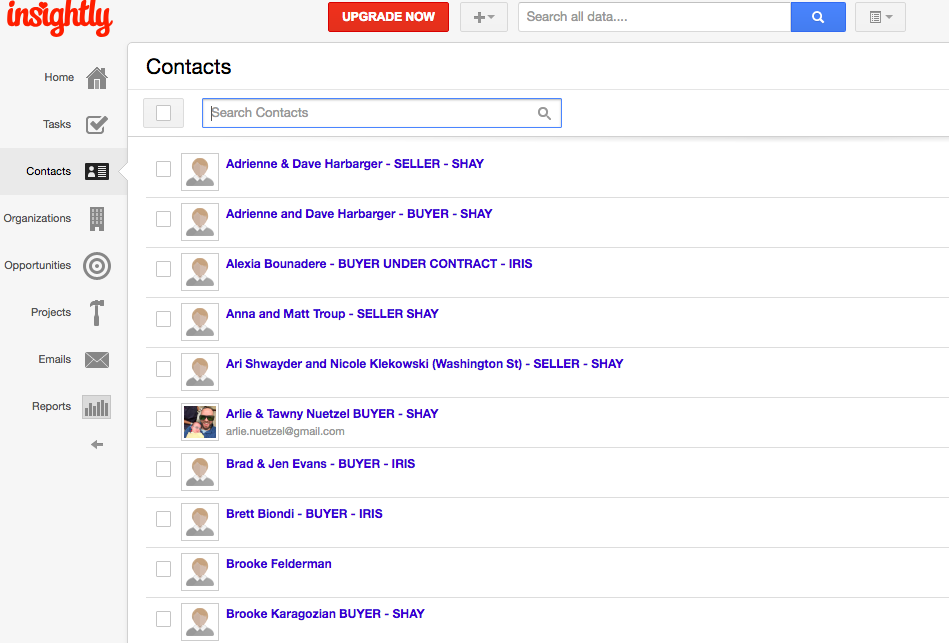 insightly
UPGRADE NOW
Search all data....
Home
Tasks
Contacts
Organizations
Opportunities
Projects
Emails
Reports
Contacts
Search Contacts
Adrienne & Dave Harbarger - SELLER - SHAY
Adrienne and Dave Harbarger - BUYER - SHAY
Alexia Bounadere - BUYER UNDER CONTRACT - IRIS
Anna and Matt Troup - SELLER SHAY
Ari Shwayder and Nicole Klekowski (Washington St) - SELLER - SHAY
Arlie & Tawny Nuetzel BUYER - SHAY
arlie.nuetzel@gmail.com
Brad & Jen Evans - BUYER - IRIS
Brett Biondi - BUYER - IRIS
Brooke Felderman
Brooke Karagozian BUYER - SHAY